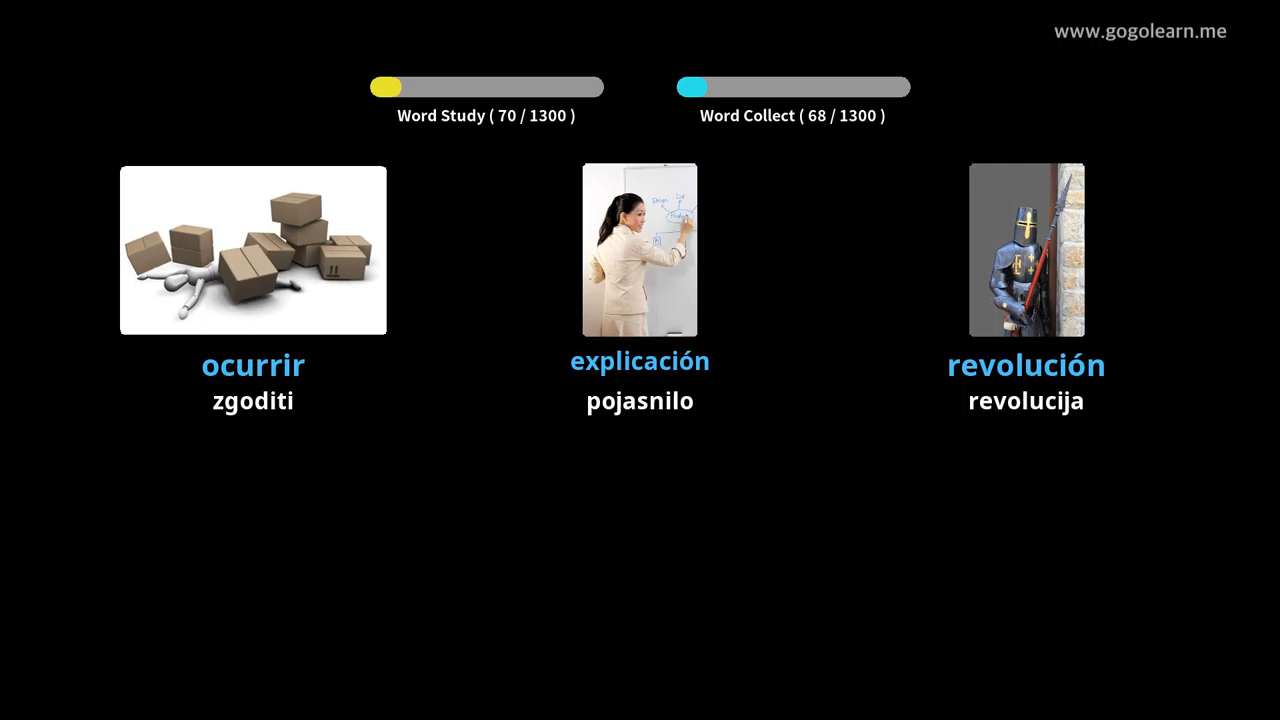 www.gogolearn.me
Word Study ( 70 / 1300 )
Word Collect ( 68 / 1300 )
ocurrir
zgoditi
explicación
pojasnilo
revolución
revolucija